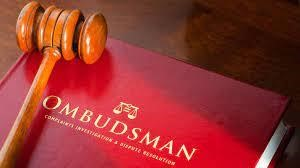 OMBUDSMAN
COMPLAINTS INVESTIGATION & DISPUTE RESOLUTION